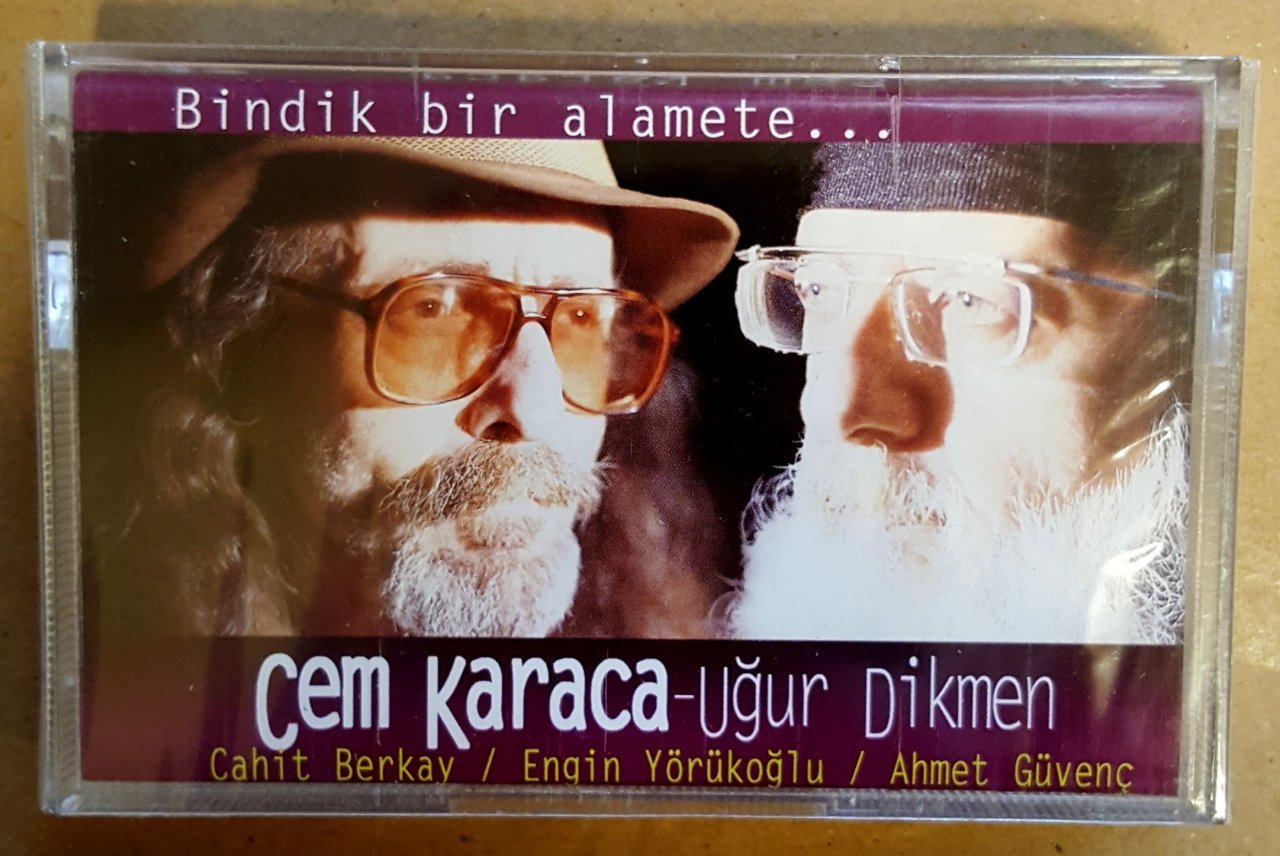 Bindik bir alamete...
Cem Karaca-Uğur Dikmen
Cahit Berkay / Engin Yörükoğlu / Ahmet Güvenç